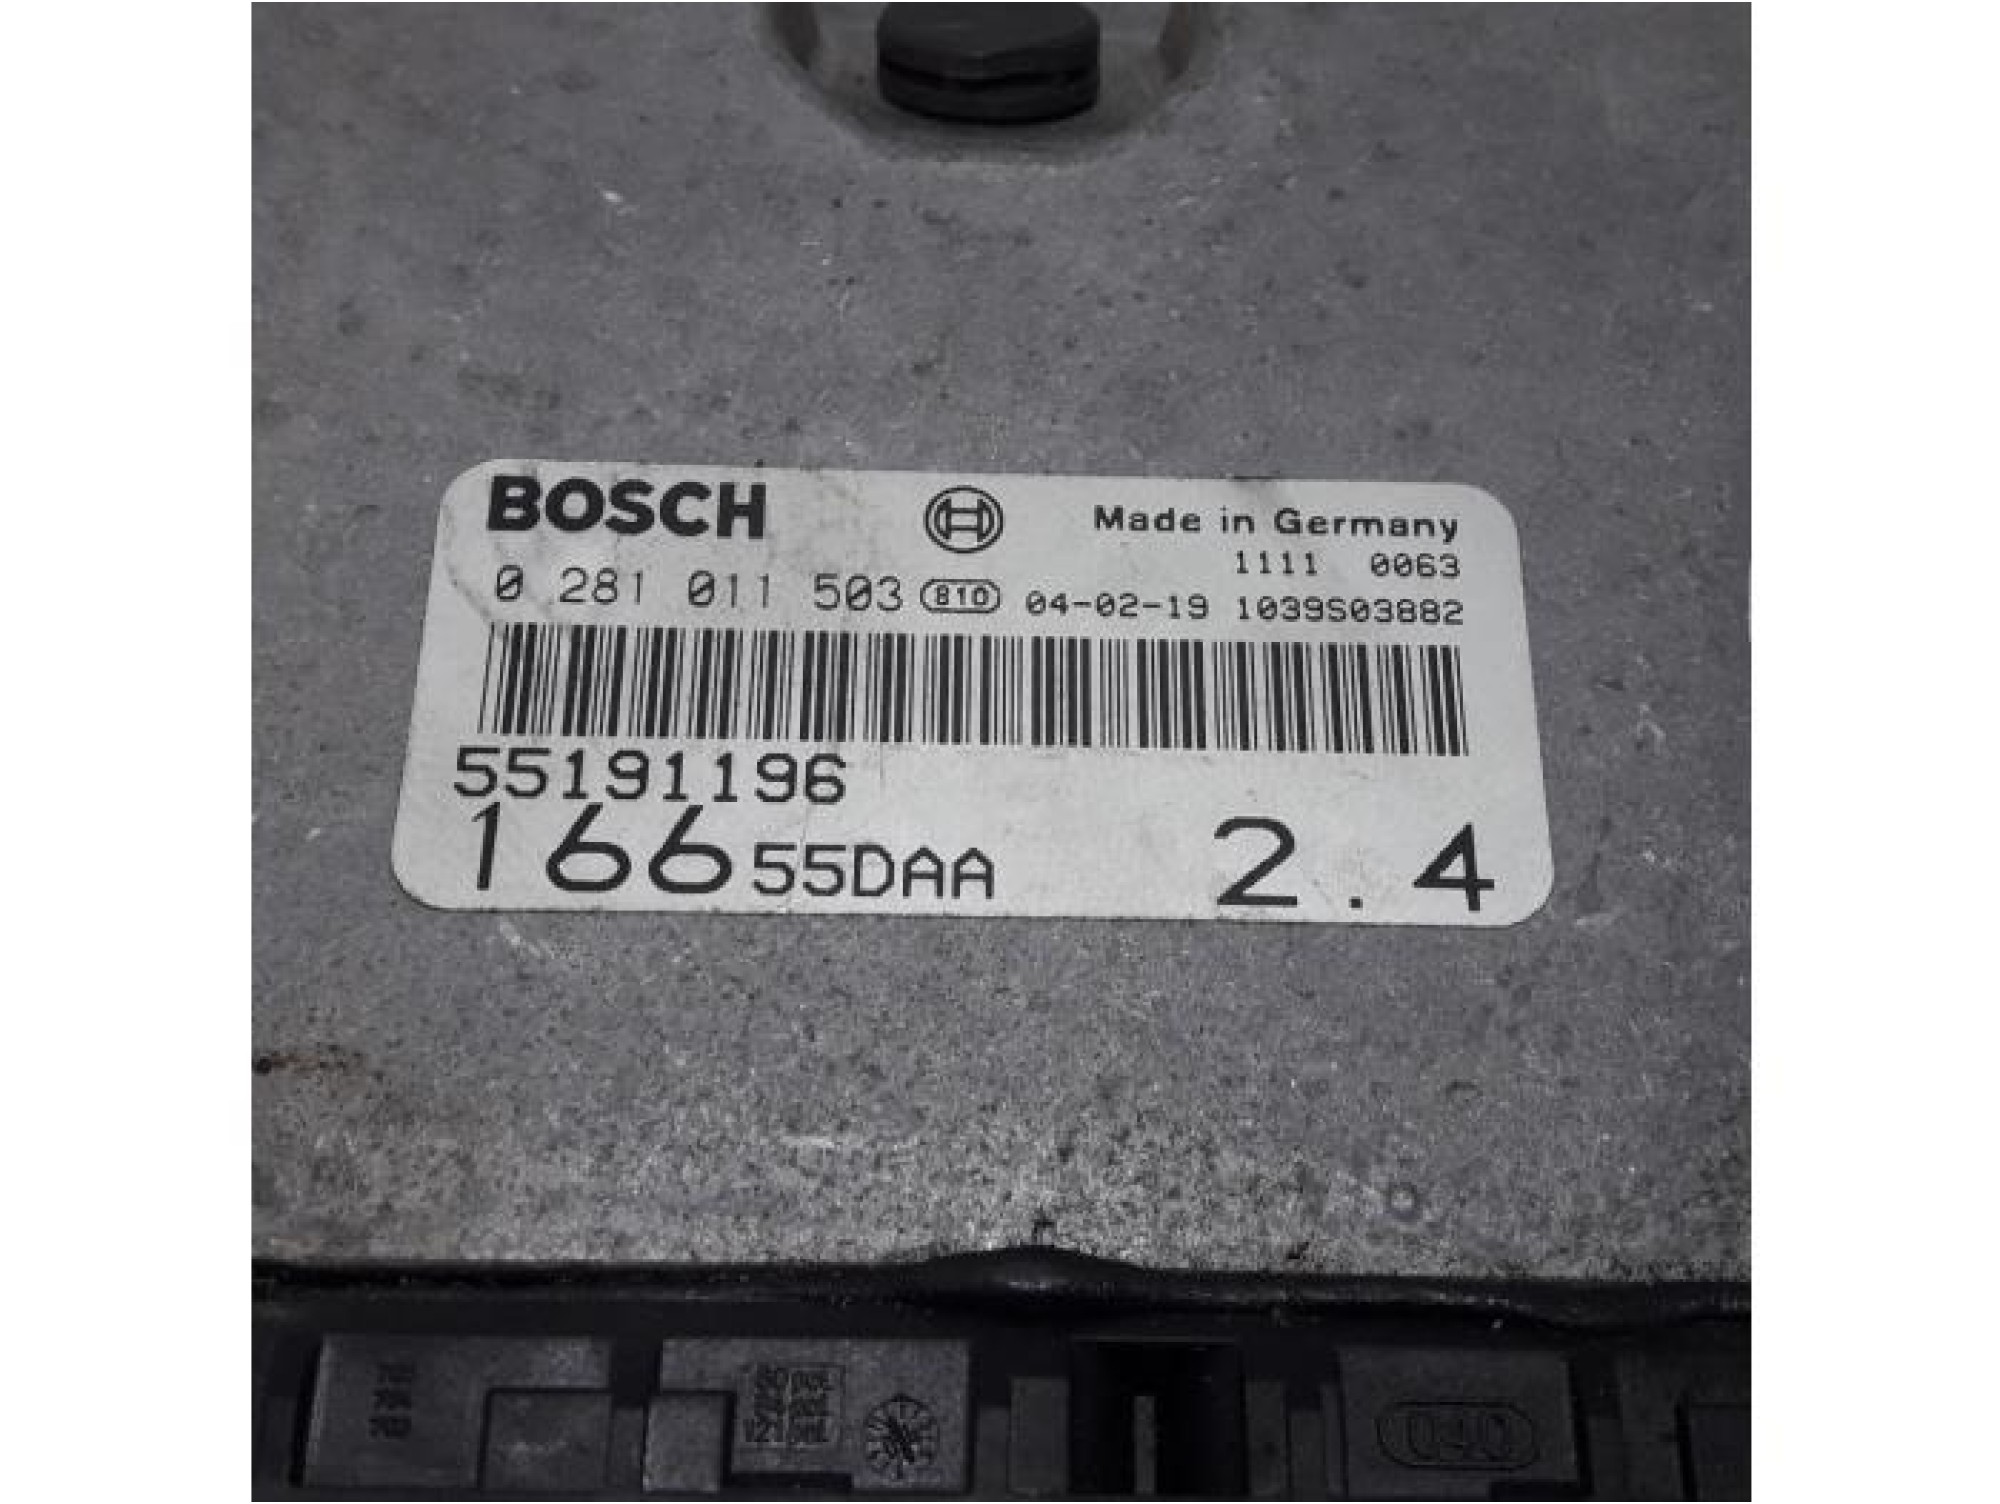 BOSCH Made in Germany
1111 0063
0 281 011 503 810 04-02-19 1039S03882
55191196
166 55DAA 2.4
040